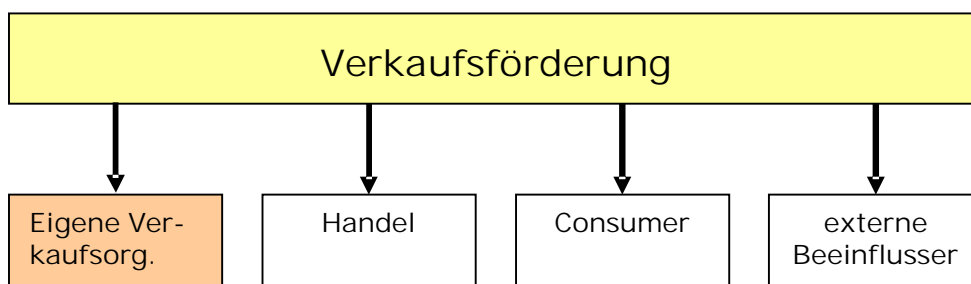 Verkaufsförderung
Eigene Ver-
kaufsorg.
Handel
Consumer
externe
Beeinflusser